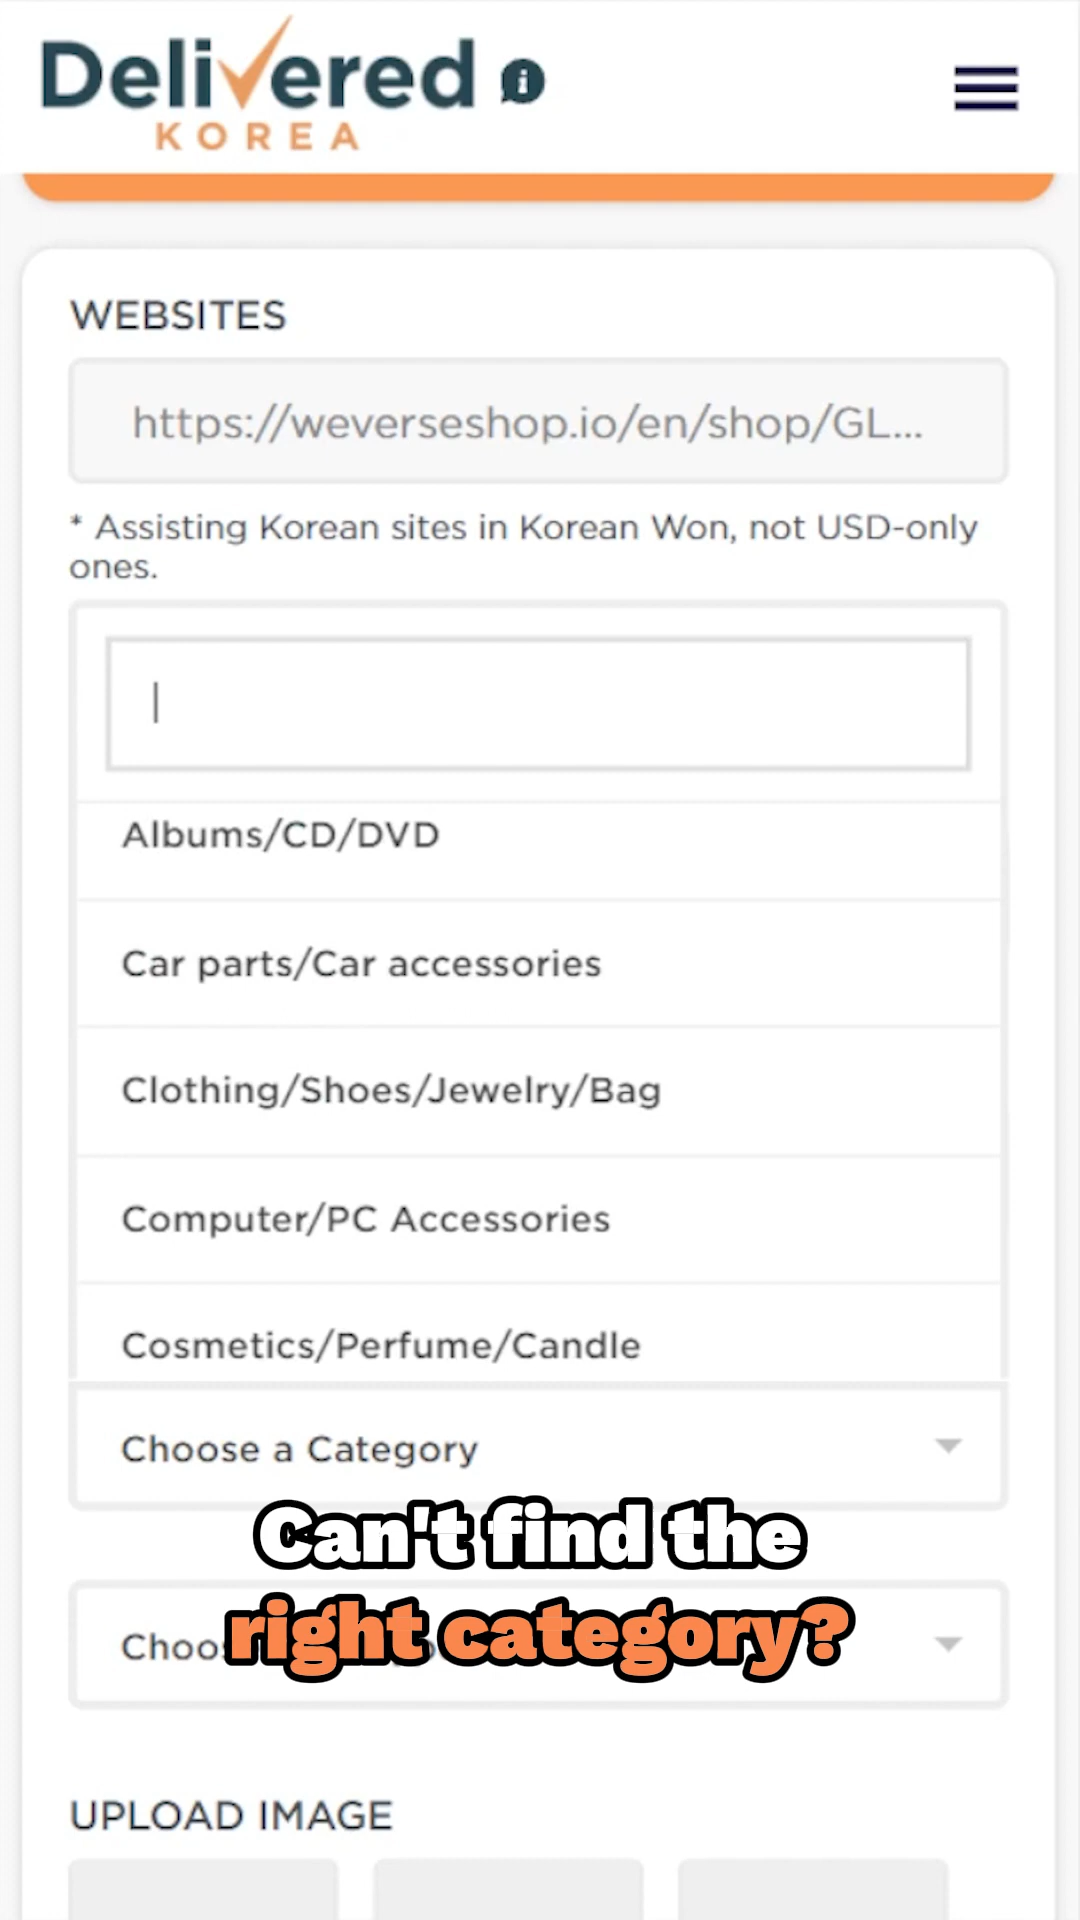 Delivered
KOREA
WEBSITES
https://weverseshop.io/en/shop/GL...
* Assisting Korean sites in Korean Won, not USD-only
ones.
Albums/CD/DVD
Car parts/Car accessories
Clothing/Shoes/Jewelry/Bag
Computer/PC Accessories
Cosmetics/Perfume/Candle
Choose a Category
Can't find the
right category?
UPLOAD IMAGE